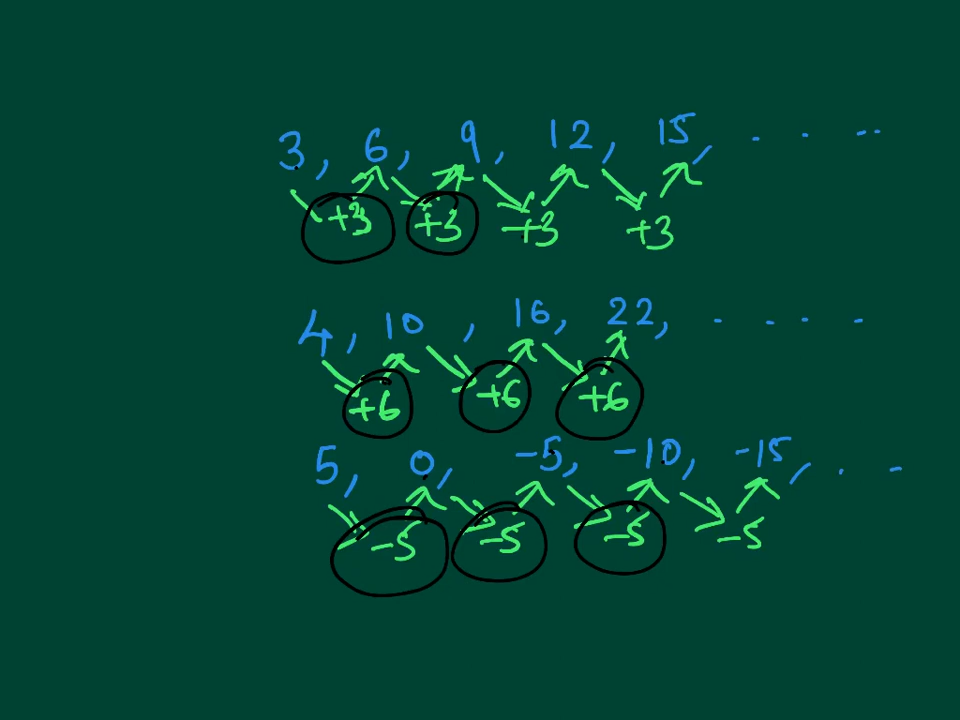 3, 6, 9, 12, 15, . . . .
+3 +3 +3 +3
4, 10, 16, 22, . . . .
+6 +6 +6
5, 0, -5, -10, -15, . . .
-5 -5 -5 -5